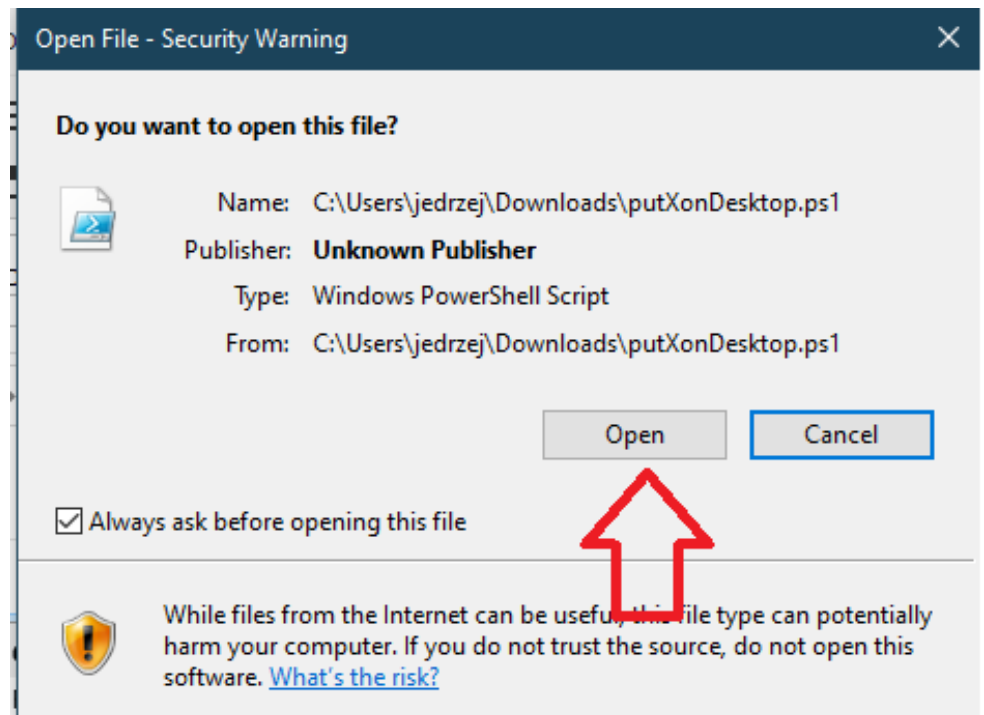 Open File - Security Warning
Do you want to open this file?
Name: C:\Users\jedrzej\Downloads\putXonDesktop.ps1
Publisher: Unknown Publisher
Type: Windows PowerShell Script
From: C:\Users\jedrzej\Downloads\putXonDesktop.ps1
Open Cancel
Always ask before opening this file
While files from the Internet can be useful, this file type can potentially
harm your computer. If you do not trust the source, do not open this
software. What's the risk?